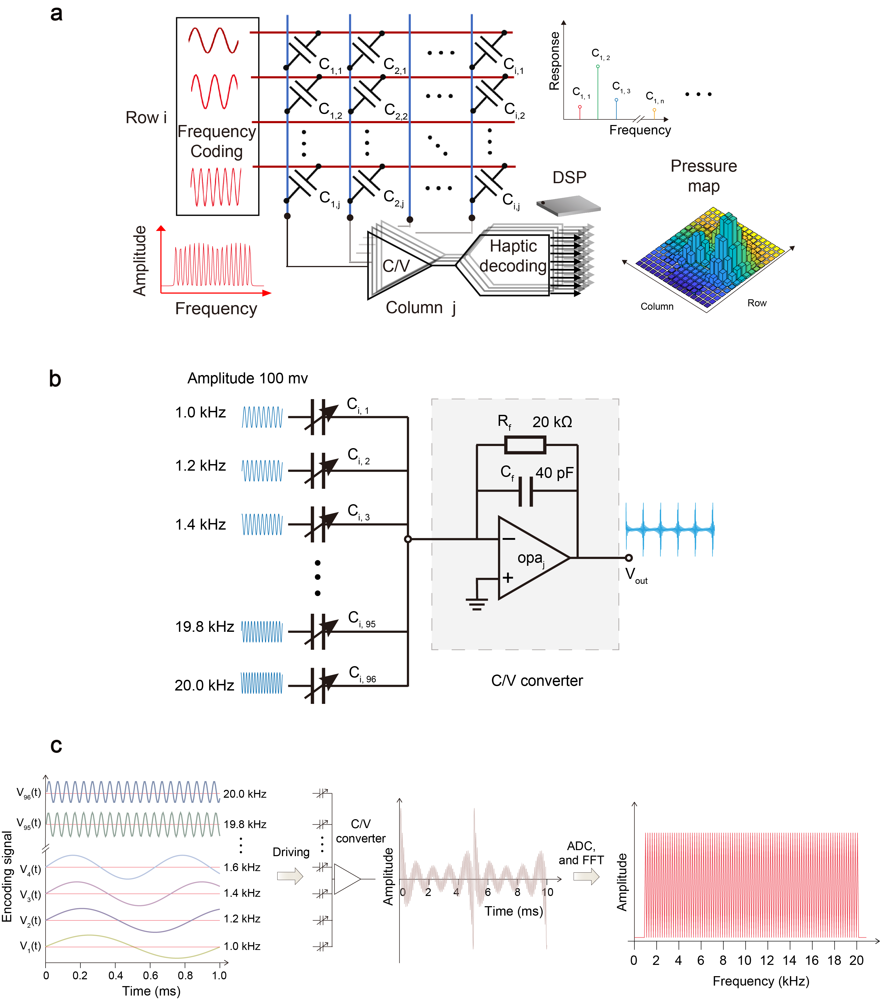 a
Row i
Frequency
Coding
C1,1
C2,1
Ci,1
C1,2
C2,2
Ci,2
C1,j
C2,j
Ci,j
Response
C1, 1
C1, 2
C1, 3
C1, n
Frequency
DSP
Pressure
map
Amplitude
Frequency
C/V
Haptic
decoding
Column j
Column
Row
b
Amplitude 100 mv
1.0 kHz
Ci, 1
1.2 kHz
Ci, 2
1.4 kHz
Ci, 3
19.8 kHz
Ci, 95
20.0 kHz
Ci, 96
Rf 20 kΩ
Cf 40 pF
−
opaj
+
Vout
C/V converter
c
Encoding signal
V96(t)
20.0 kHz
V95(t)
19.8 kHz
V4(t)
1.6 kHz
V3(t)
1.4 kHz
V2(t)
1.2 kHz
V1(t)
1.0 kHz
0 0.2 0.4 0.6 0.8 1.0
Time (ms)
Driving
C/V
converter
Amplitude
0 2 4 6 8 10
Time (ms)
ADC,
and FFT
Amplitude
0 2 4 6 8 10 12 14 16 18 20
Frequency (kHz)